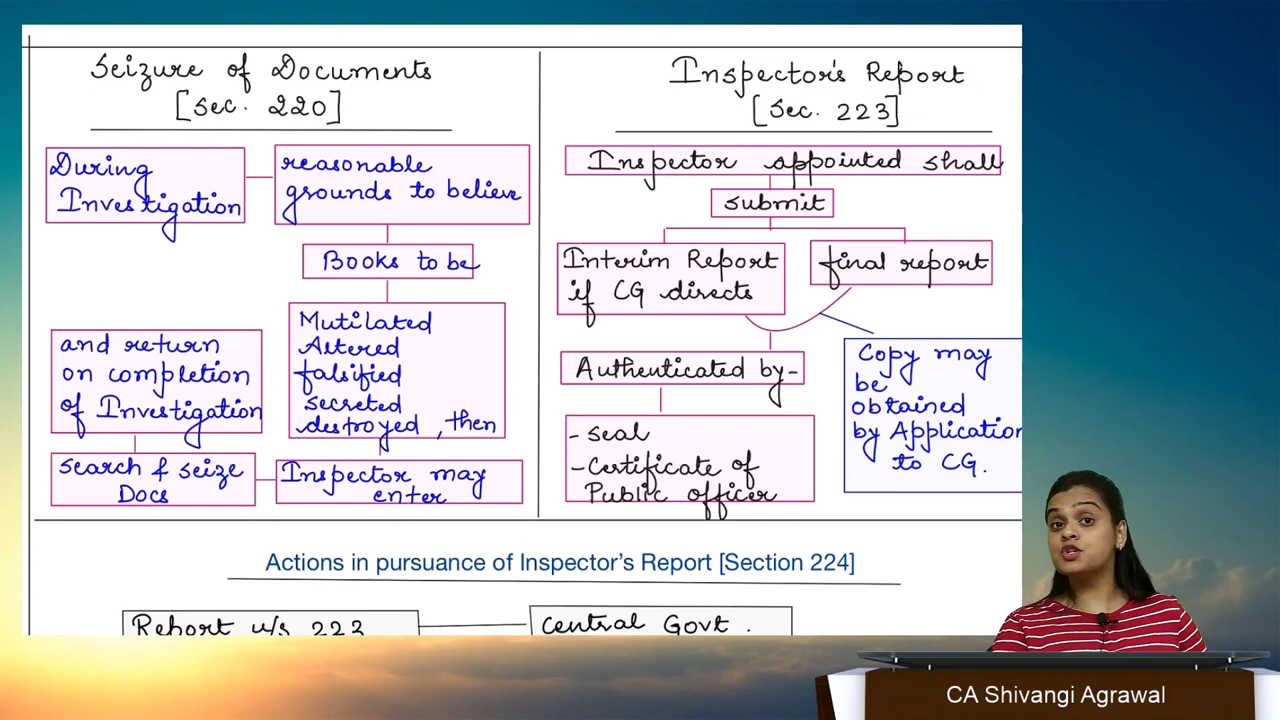 Seizure of Documents
[Sec. 220]
During
Investigation
reasonable
grounds to believe
Books to be
Mutilated
Altered
falsified
secreted
destroyed, then
Inspector may
enter
search & seize
Docs
and return
on completion
of Investigation
Inspector's Report
[Sec. 223]
Inspector appointed shall
submit
Interim Report
if CG directs
final report
Authenticated by-
- seal
- Certificate of
Public officer
Copy may
be
obtained
by Application
to CG.
Actions in pursuance of Inspector's Report [Section 224]
Report u/s 223
Central Govt.
CA Shivangi Agrawal